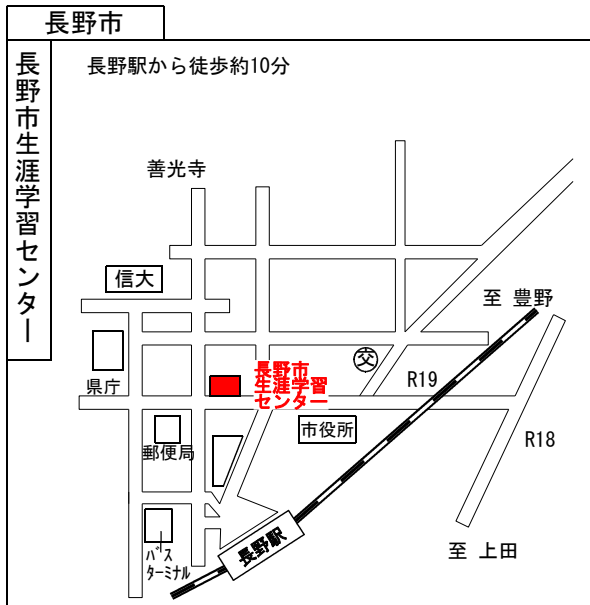 長野市
長野市生涯学習センター
長野駅から徒歩約10分
善光寺
信大
至 豊野
交
県庁
長野市
生涯学習
センター
R19
市役所
郵便局
R18
長野駅
至 上田
バス
ターミナル